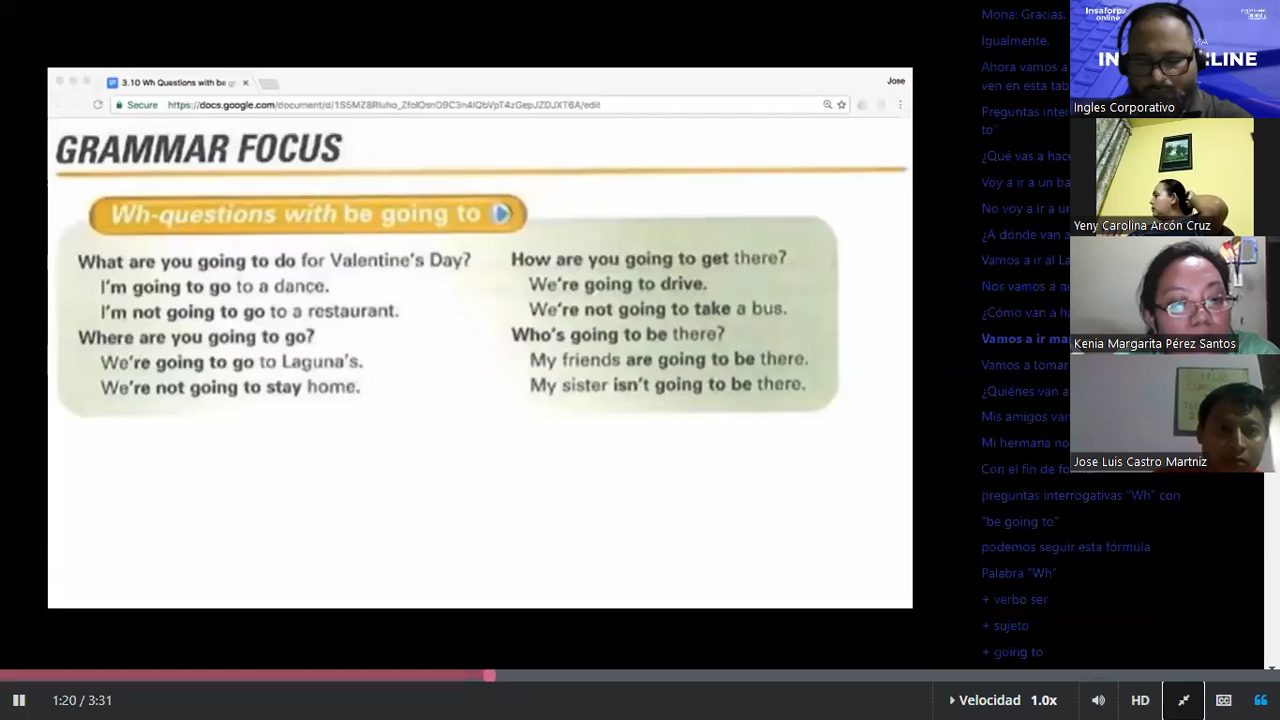 3.10 Wh Questions with be g
Jose
Secure
https://docs.google.com/document/d/
GRAMMAR FOCUS
Wh-questions with be going to
What are you going to do for Valentine's Day?
I'm going to go to a dance.
I'm not going to go to a restaurant.
Where are you going to go?
We're going to go to Laguna's.
We're not going to stay home.
How are you going to get there?
We're going to drive.
We're not going to take a bus.
Who's going to be there?
My friends are going to be there.
My sister isn't going to be there.
Mona: Gracias.
Igualmente.
Ahora vamos a
ven en esta
Preguntas
to"
¿Qué vas a
Voy a ir a un
No voy a ir a
¿A dónde van a
Vamos a ir al
Nos vamos a
¿Cómo van a
Vamos a ir
Vamos a tomar
¿Quiénes van a
Mis amigos
Mi hermana no
Con el fin de
preguntas interrogativas "Wh" con
"be going to"
podemos seguir esta fórmula
Palabra "Wh"
+ verbo ser
+ sujeto
+ going to
Insaforp
online
Ingles Corporativo
Yeny Carolina Arcón Cruz
Kenia Margarita Pérez Santos
Jose Luis Castro Martniz
1:20 / 3:31
Velocidad 1.0x
HD
CC